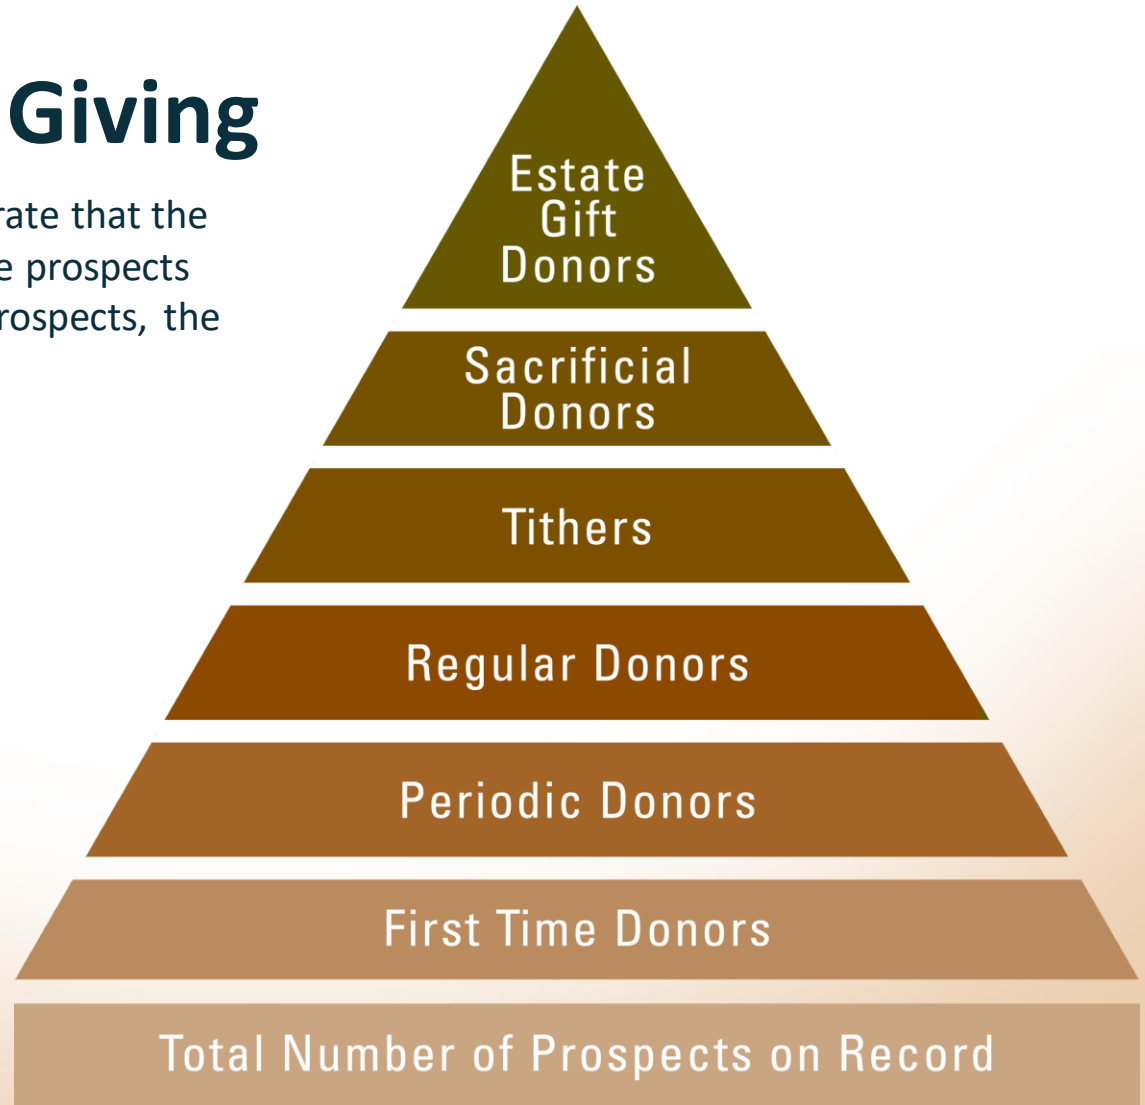 Giving
rate that the
e prospects
rospects, the
Estate
Gift
Donors
Sacrificial
Donors
Tithers
Regular Donors
Periodic Donors
First Time Donors
Total Number of Prospects on Record